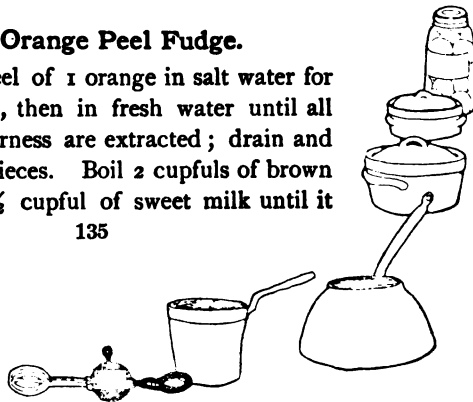 Orange Peel Fudge.
eel of 1 orange in salt water for
, then in fresh water until all
rness are extracted; drain and
ieces. Boil 2 cupfuls of brown
cupful of sweet milk until it
135